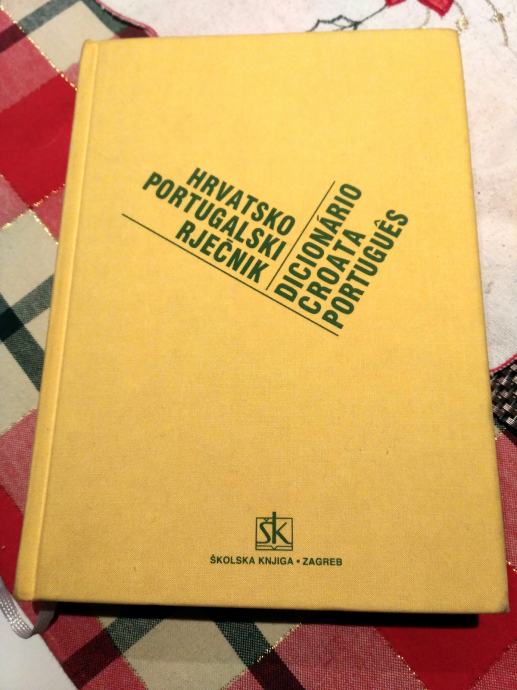 HRVATSKO
PORTUGALSKI
RJEČNIK
DICIONÁRIO
CROATA
PORTUGUÊS
ŠK
ŠKOLSKA KNJIGA • ZAGREB